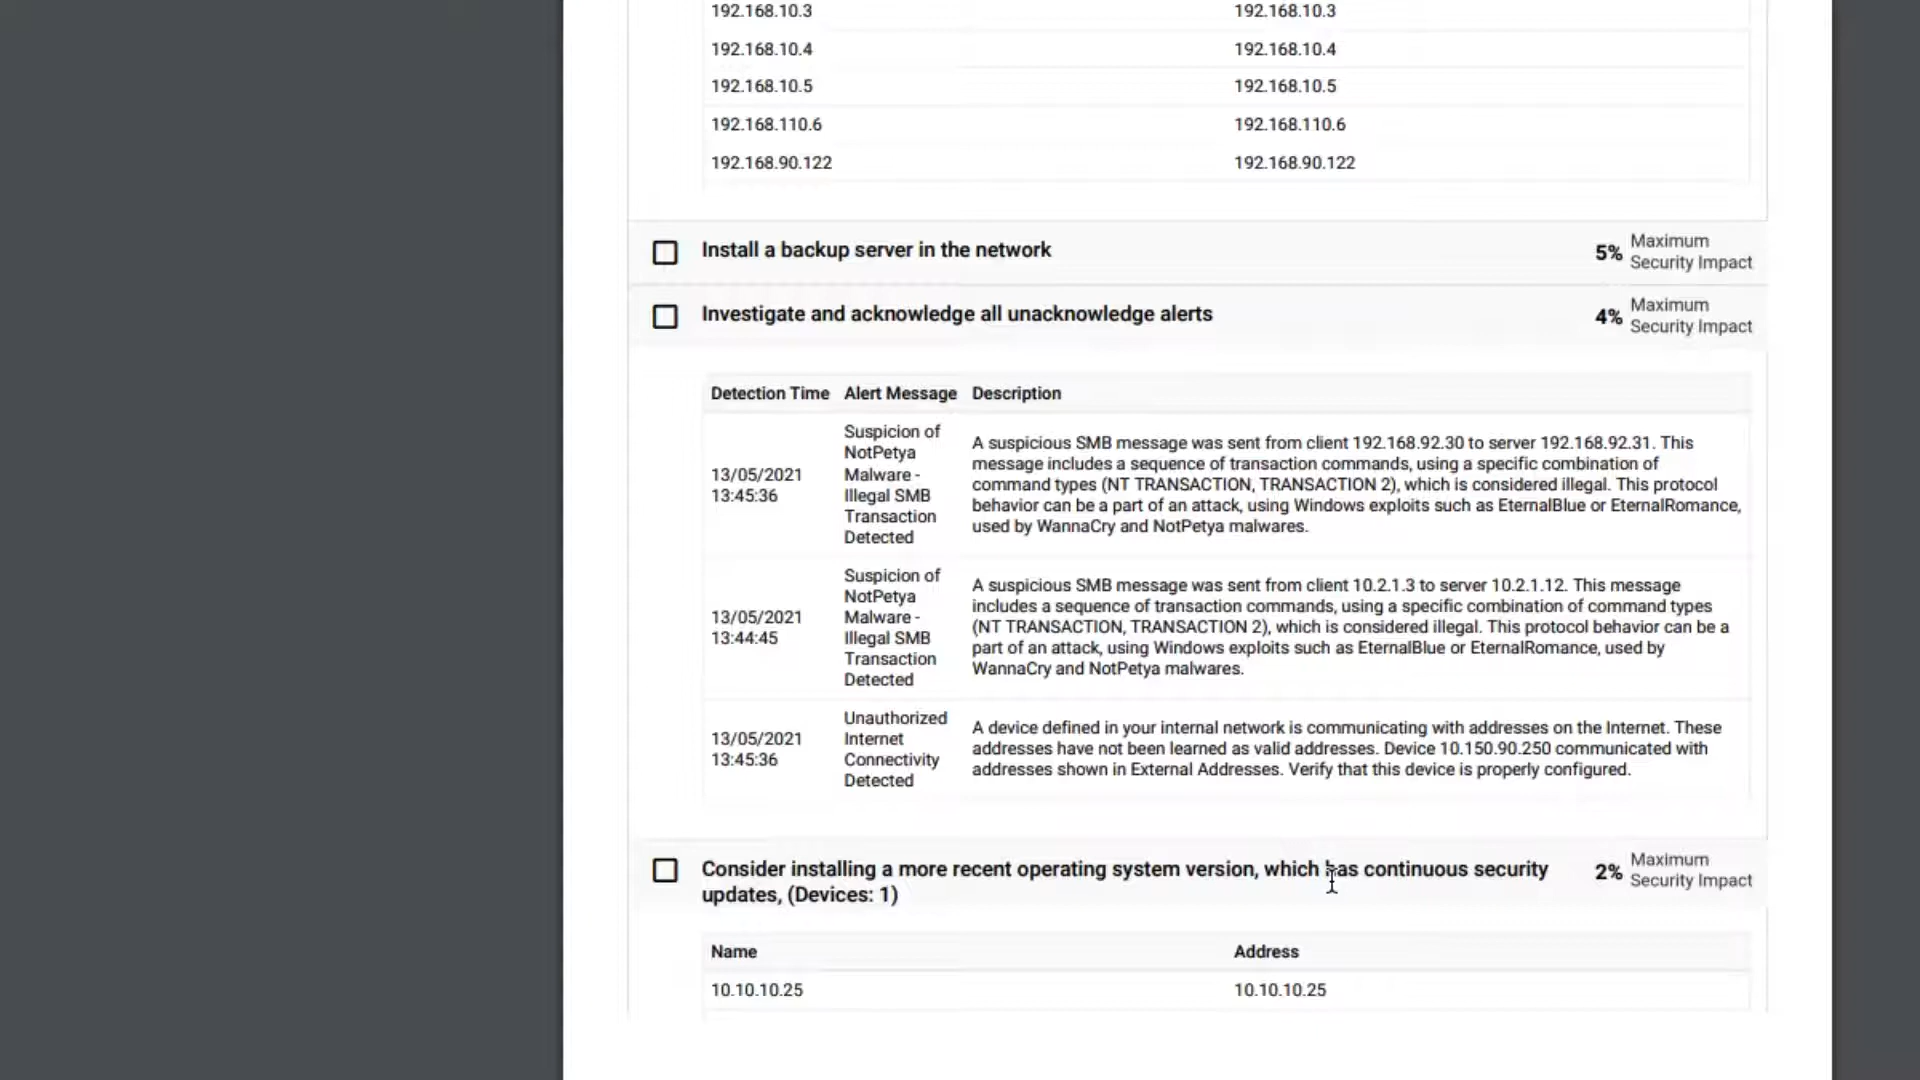 192.168.10.3 192.168.10.3
192.168.10.4 192.168.10.4
192.168.10.5 192.168.10.5
192.168.110.6 192.168.110.6
192.168.90.122 192.168.90.122
Install a backup server in the network 5% Maximum Security Impact
Investigate and acknowledge all unacknowledge alerts 4% Maximum Security Impact
Detection Time Alert Message Description
13/05/2021
13:45:36
Suspicion of
NotPetya
Malware -
Illegal SMB
Transaction
Detected
A suspicious SMB message was sent from client 192.168.92.30 to server 192.168.92.31. This
message includes a sequence of transaction commands, using a specific combination of
command types (NT TRANSACTION, TRANSACTION 2), which is considered illegal. This protocol
behavior can be a part of an attack, using Windows exploits such as EternalBlue or EternalRomance,
used by WannaCry and NotPetya malwares.
13/05/2021
13:44:45
Suspicion of
NotPetya
Malware -
Illegal SMB
Transaction
Detected
A suspicious SMB message was sent from client 10.2.1.3 to server 10.2.1.12. This message
includes a sequence of transaction commands, using a specific combination of command types
(NT TRANSACTION, TRANSACTION 2), which is considered illegal. This protocol behavior can be a
part of an attack, using Windows exploits such as EternalBlue or EternalRomance, used by
WannaCry and NotPetya malwares.
13/05/2021
13:45:36
Unauthorized
Internet
Connectivity
Detected
A device defined in your internal network is communicating with addresses on the Internet. These
addresses have not been learned as valid addresses. Device 10.150.90.250 communicated with
addresses shown in External Addresses. Verify that this device is properly configured.
Consider installing a more recent operating system version, which has continuous security
updates, (Devices: 1)
2% Maximum Security Impact
Name Address
10.10.10.25 10.10.10.25